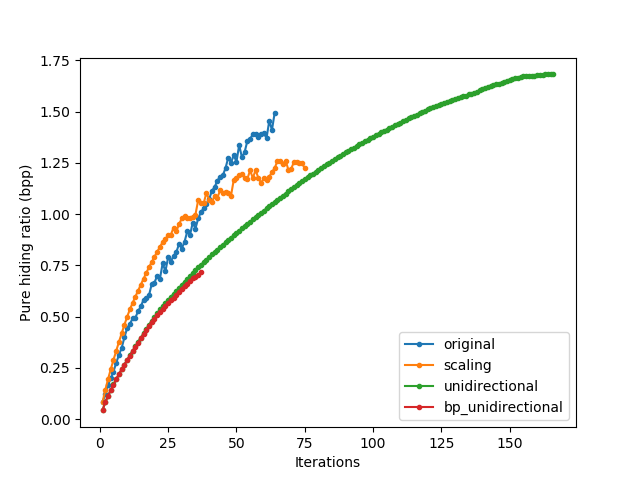 1.75
1.50
1.25
1.00
0.75
0.50
0.25
0.00
Pure hiding ratio (bpp)
0 25 50 75 100 125 150
Iterations
original
scaling
unidirectional
bp_unidirectional